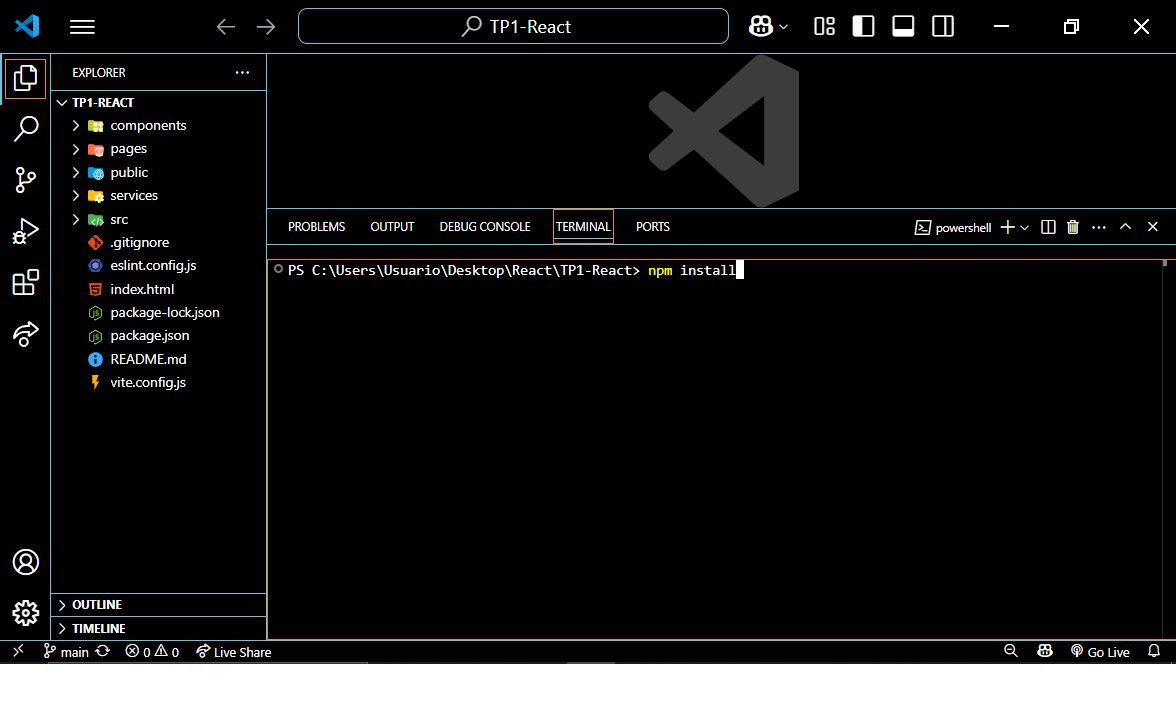 TP1-React
EXPLORER
TP1-REACT
components
pages
public
services
src
.gitignore
eslint.config.js
index.html
package-lock.json
package.json
README.md
vite.config.js
OUTLINE
TIMELINE
PROBLEMS OUTPUT DEBUG CONSOLE TERMINAL PORTS powershell
PS C:\Users\Usuario\Desktop\React\TP1-React> npm install
main 0 0 Live Share Go Live